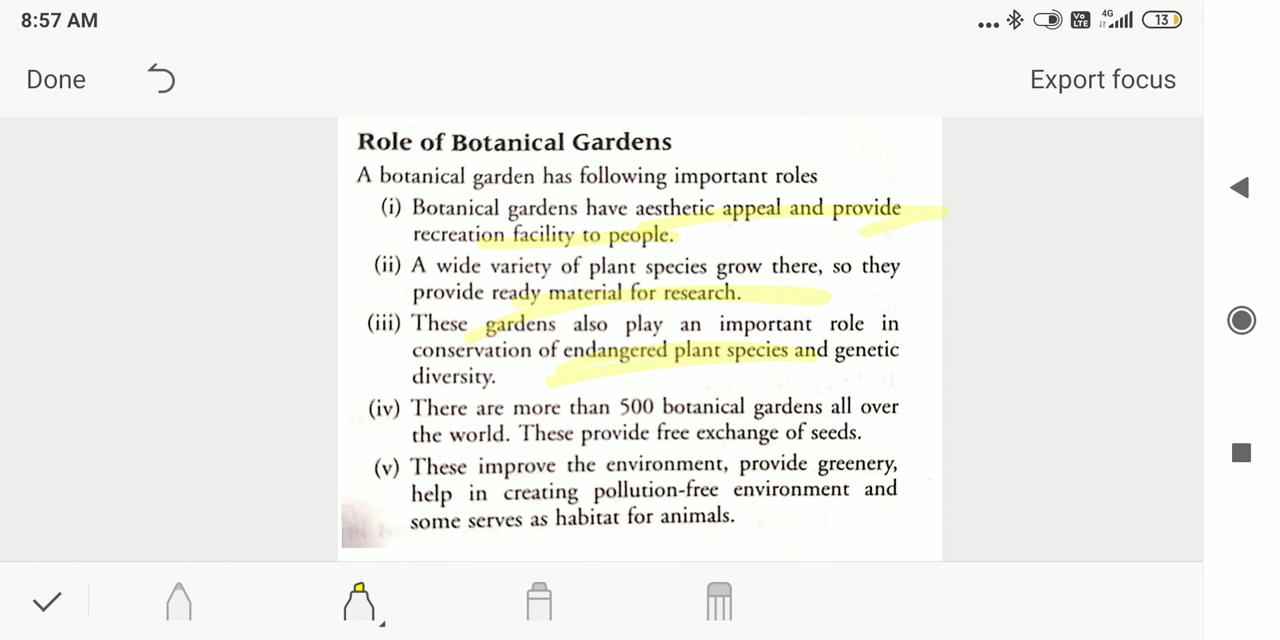 8:57 AM
4G
Vo LTE
13
Done
Export focus
Role of Botanical Gardens
A botanical garden has following important roles
(i) Botanical gardens have aesthetic appeal and provide
recreation facility to people.
(ii) A wide variety of plant species grow there, so they
provide ready material for research.
(iii) These gardens also play an important role in
conservation of endangered plant species and genetic
diversity.
(iv) There are more than 500 botanical gardens all over
the world. These provide free exchange of seeds.
(v) These improve the environment, provide greenery,
help in creating pollution-free environment and
some serves as habitat for animals.